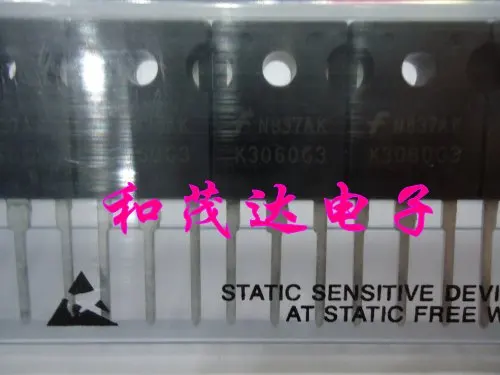 N837AK N837AK
K3060G3 K3060G3
和茂达电子
STATIC SENSITIVE DEVI
AT STATIC FREE W